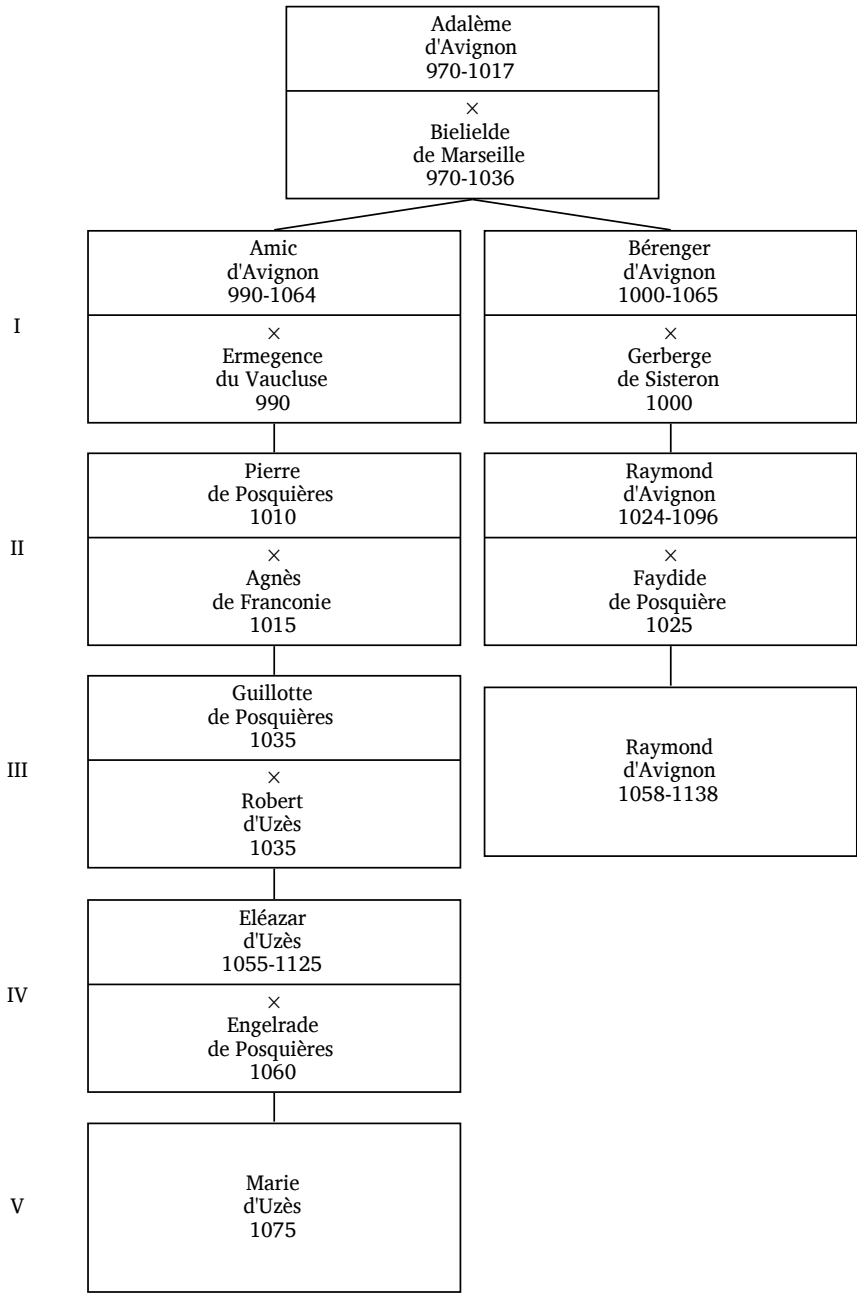 Adalème
d'Avignon
970-1017
×
Bielielde
de Marseille
970-1036
I
Amic
d'Avignon
990-1064
×
Ermegence
du Vaucluse
990
Bérenger
d'Avignon
1000-1065
×
Gerberge
de Sisteron
1000
II
Pierre
de Posquières
1010
×
Agnès
de Franconie
1015
Raymond
d'Avignon
1024-1096
×
Faydide
de Posquière
1025
III
Guillotte
de Posquières
1035
×
Robert
d'Uzès
1035
Raymond
d'Avignon
1058-1138
IV
Eléazar
d'Uzès
1055-1125
×
Engelrade
de Posquières
1060
V
Marie
d'Uzès
1075